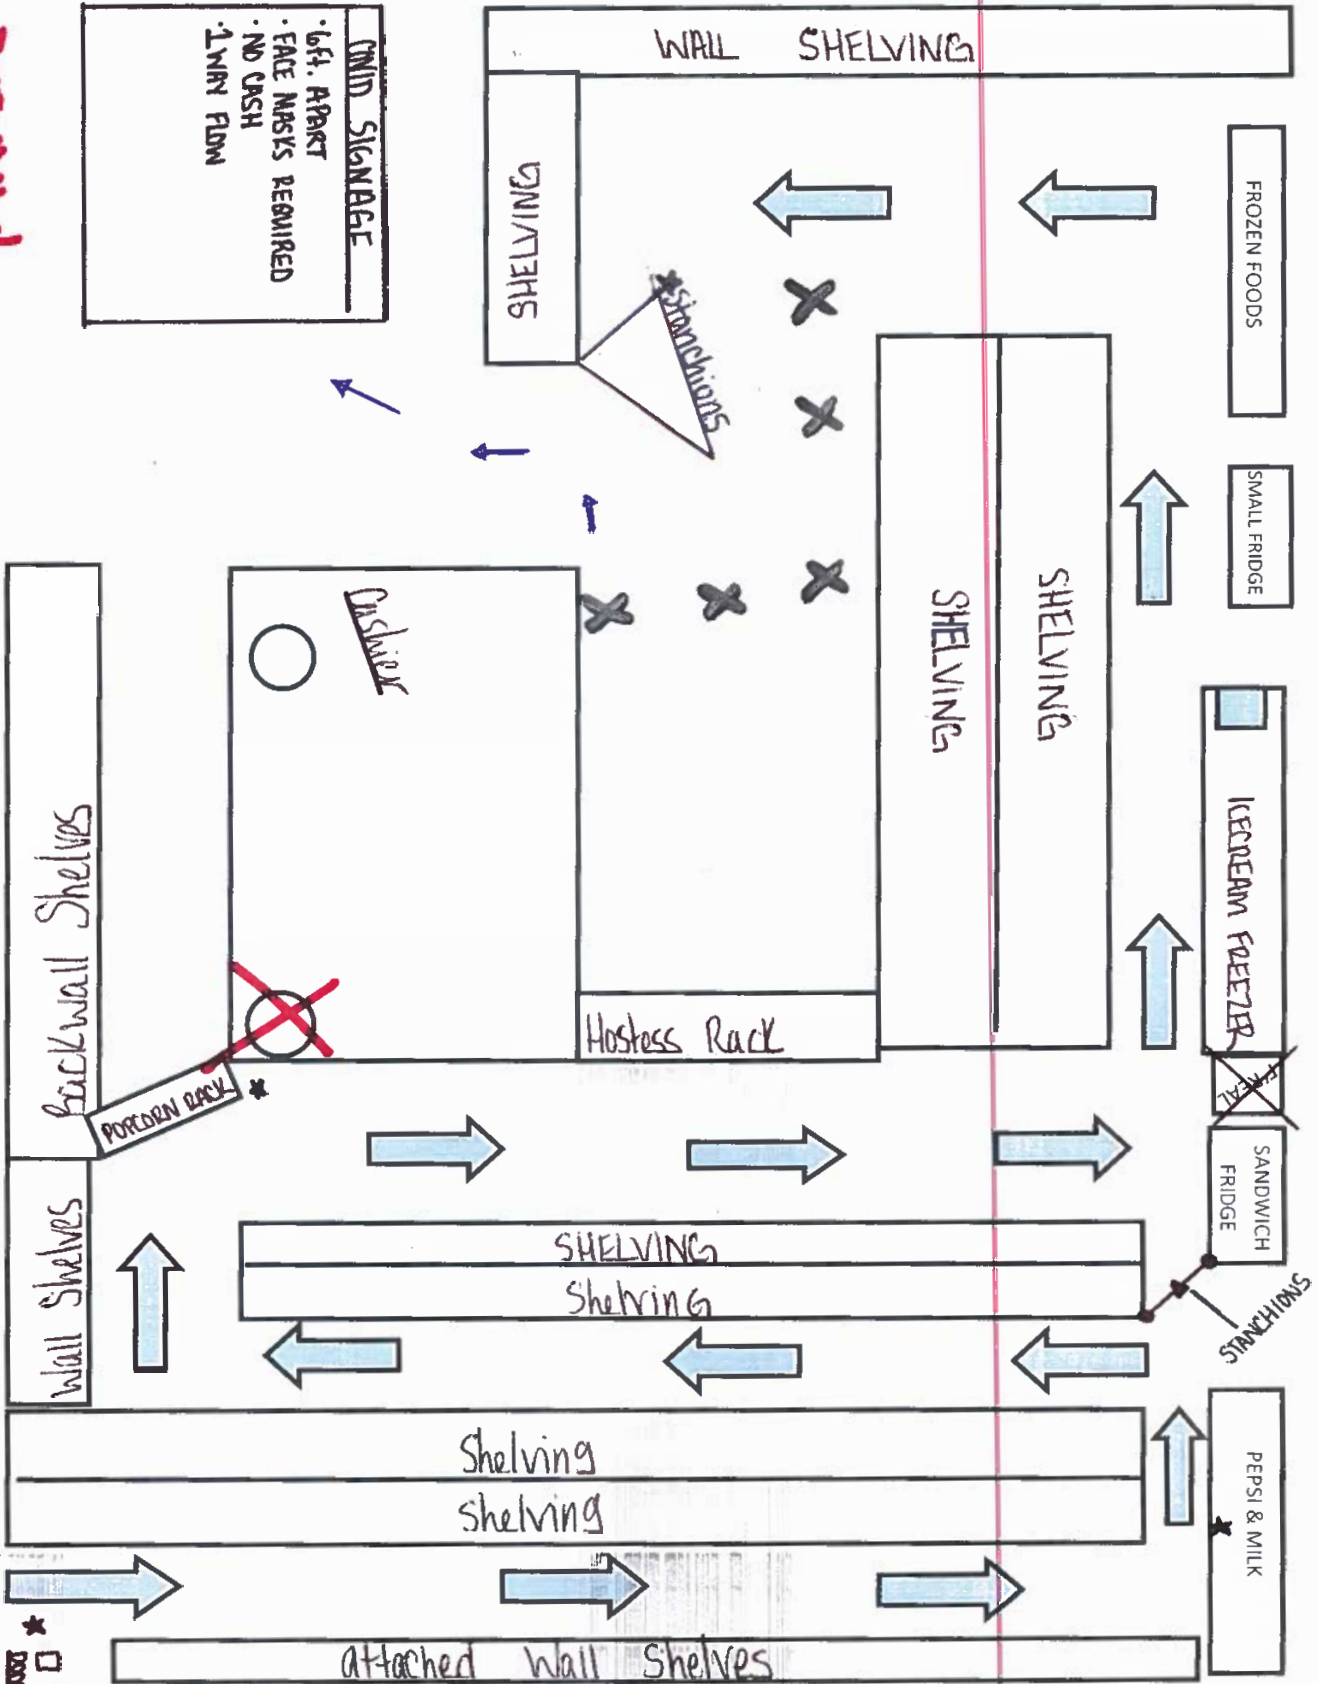 WALL SHELVING
COVID SIGNAGE
· 6ft. APART
· FACE MASKS REQUIRED
· NO CASH
· 1 WAY FLOW
SHELVING
FROZEN FOODS
Stanchions
SMALL FRIDGE
SHELVING
SHELVING
Cashier
ICECREAM FREEZER
Backwall Shelves
Hostess Rack
F'REAL
POPCORN RACK
SANDWICH
FRIDGE
Wall Shelves
SHELVING
Shelving
STANCHIONS
Shelving
Shelving
PEPSI & MILK
attached Wall Shelves